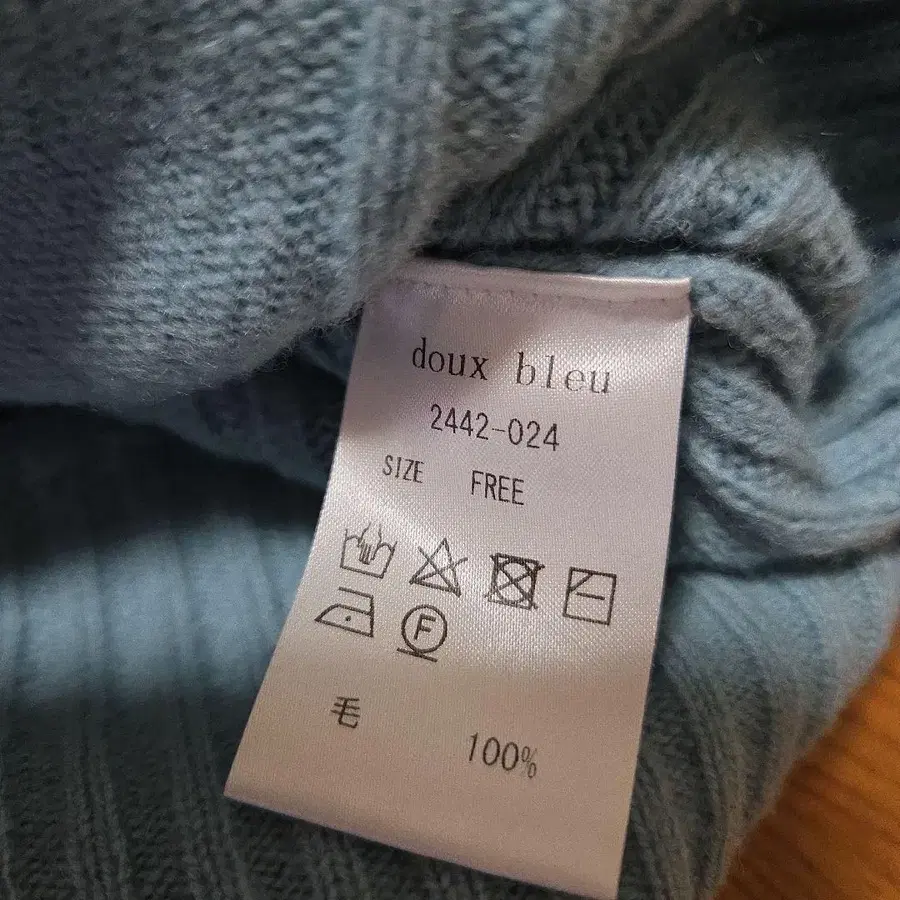 doux bleu
2442-024
SIZE FREE
F
毛 100%